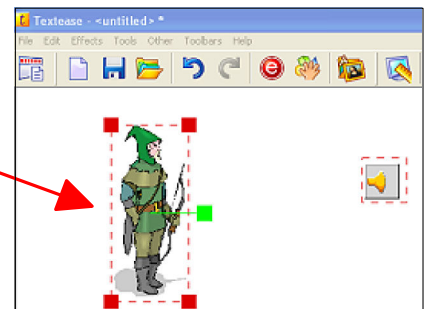 Textease - <untitled> *
File Edit Effects Tools Other Toolbars Help